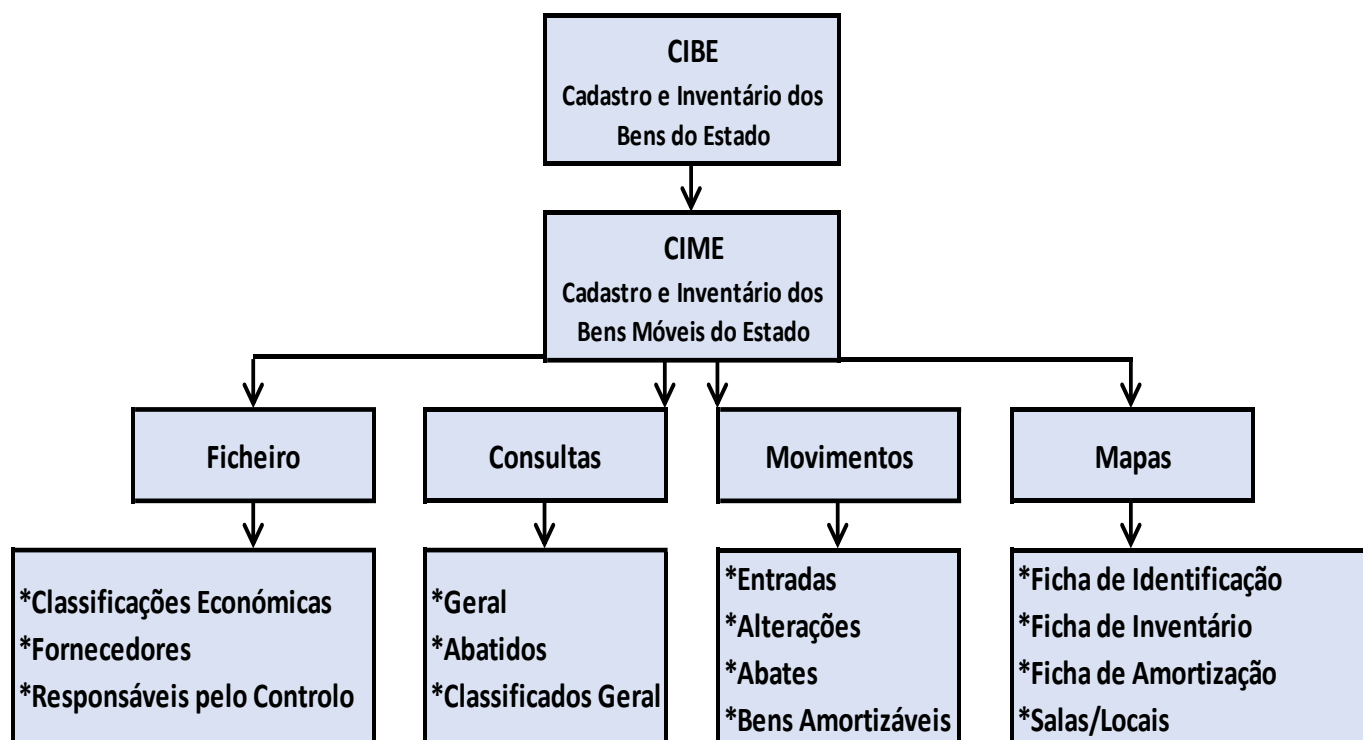 CIBE
Cadastro e Inventário dos
Bens do Estado
CIME
Cadastro e Inventário dos
Bens Móveis do Estado
Ficheiro
Consultas
Movimentos
Mapas
*Classificações Económicas
*Fornecedores
*Responsáveis pelo Controlo
*Geral
*Abatidos
*Classificados Geral
*Entradas
*Alterações
*Abates
*Bens Amortizáveis
*Ficha de Identificação
*Ficha de Inventário
*Ficha de Amortização
*Salas/Locais